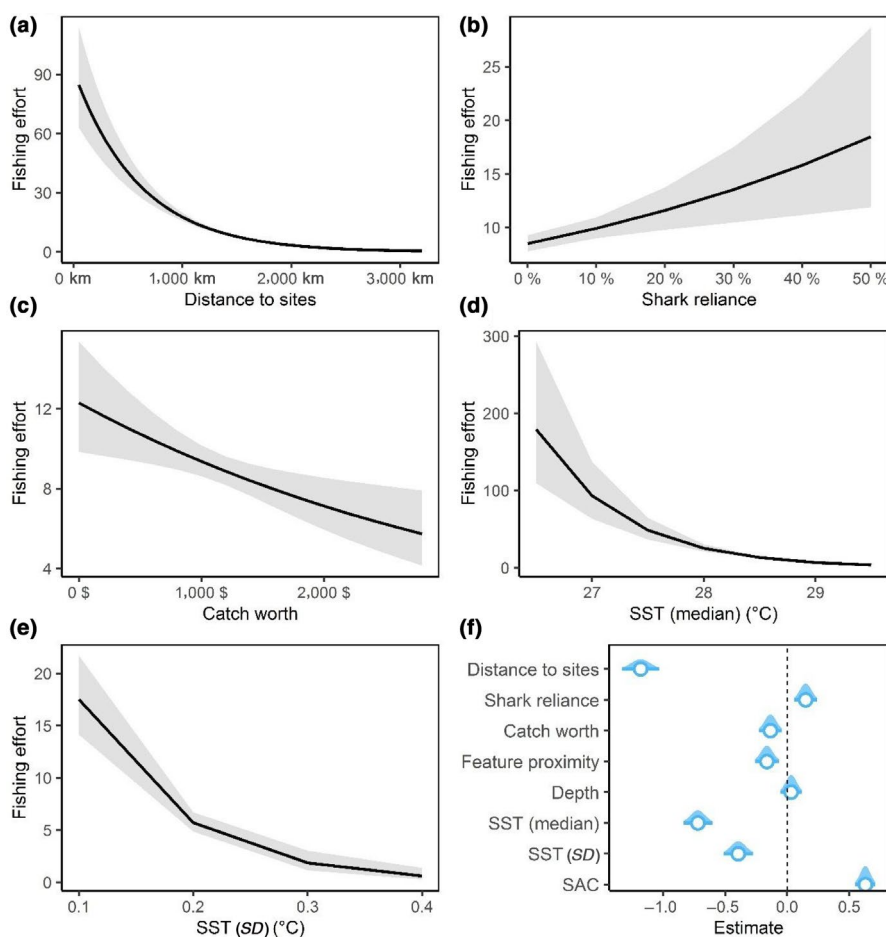 (a)
Fishing effort
90
60
30
0
0 km
1,000 km
2,000 km
3,000 km
Distance to sites
(b)
Fishing effort
25
20
15
10
0 %
10 %
20 %
30 %
40 %
50 %
Shark reliance
(c)
Fishing effort
12
8
4
0 $
1,000 $
2,000 $
Catch worth
(d)
Fishing effort
300
200
100
0
27
28
29
SST (median) (°C)
(e)
Fishing effort
20
15
10
5
0
0.1
0.2
0.3
0.4
SST (SD) (°C)
(f)
Distance to sites
Shark reliance
Catch worth
Feature proximity
Depth
SST (median)
SST (SD)
SAC
–1.0
–0.5
0.0
0.5
Estimate